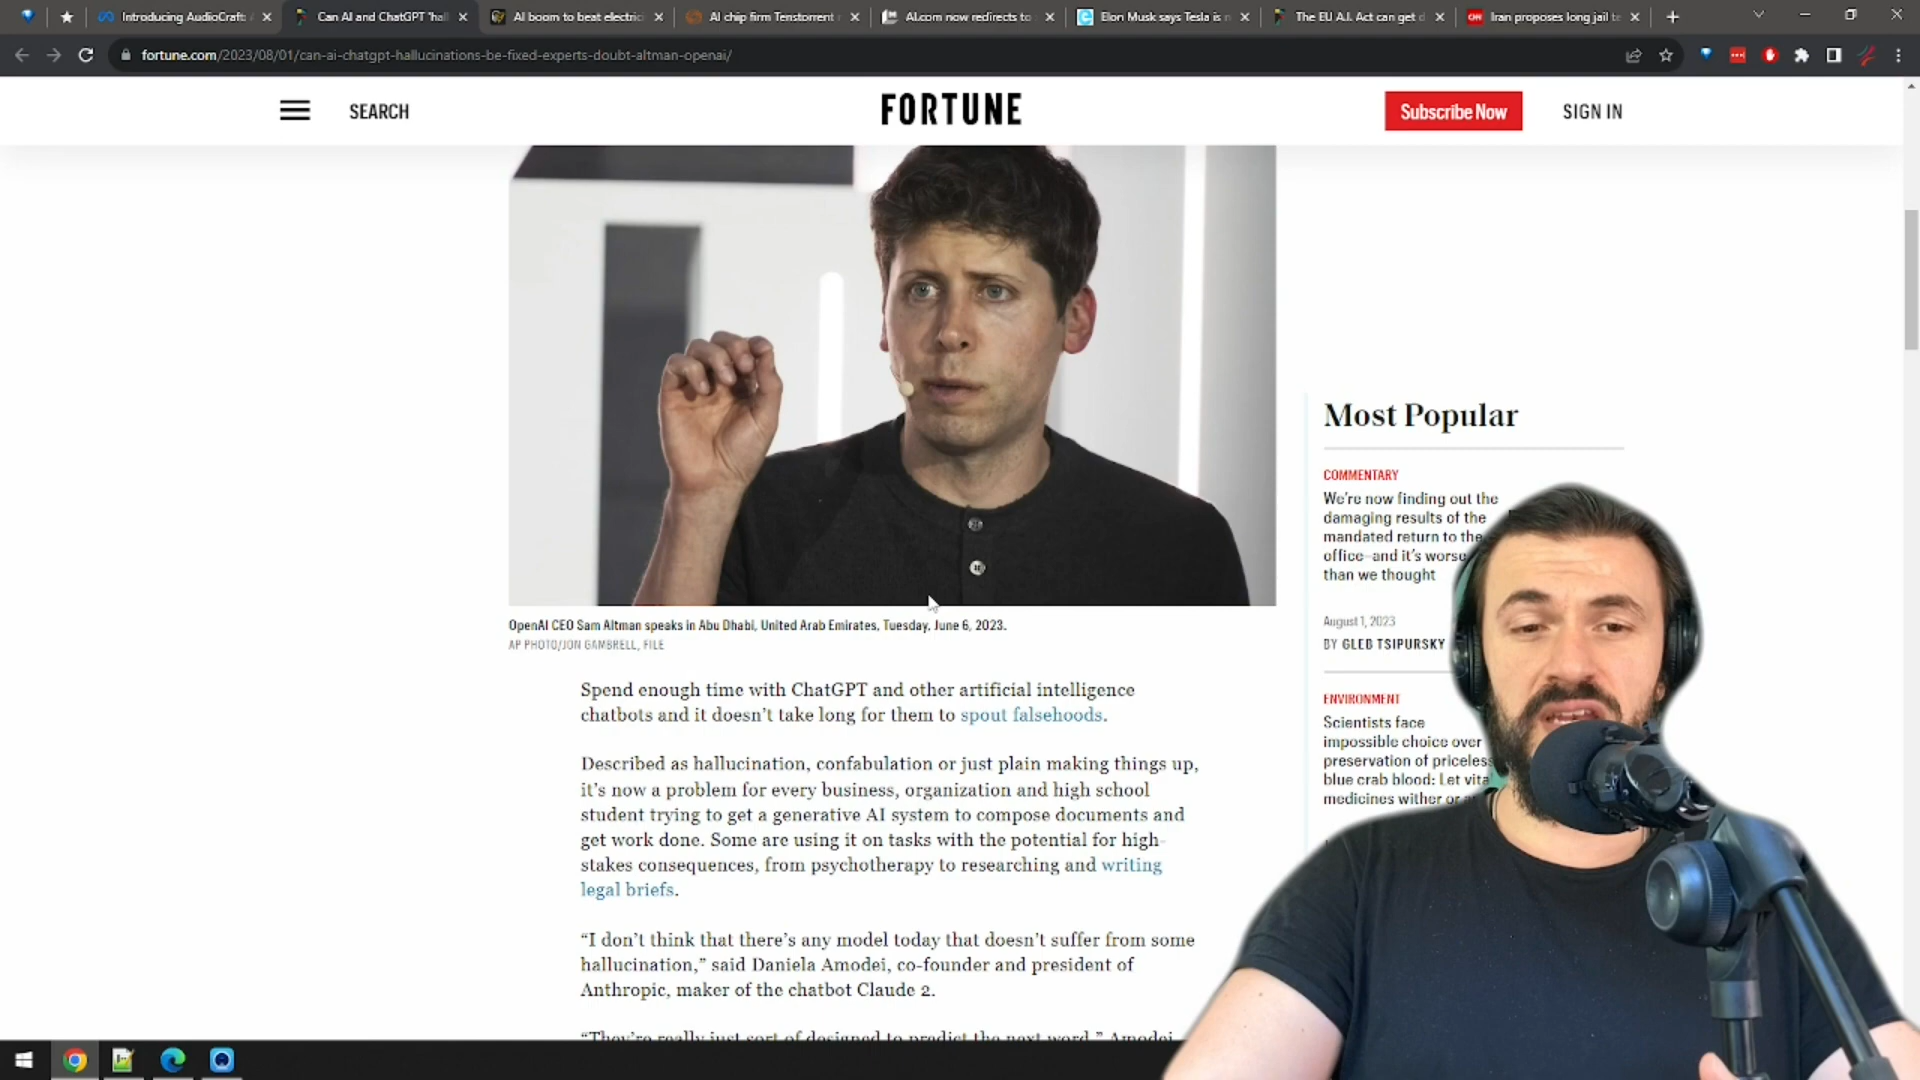 Introducing AudioCraft:
Can AI and ChatGPT 'hal
AI boom to beat electric
AI chip firm Tenstorrent
AI.com now redirects to
Elon Musk says Tesla is
The EU A.I. Act can get
Iran proposes long jail te
fortune.com/2023/08/01/can-ai-chatgpt-hallucinations-be-fixed-experts-doubt-altman-openai/
SEARCH
FORTUNE
Subscribe Now
SIGN IN
OpenAI CEO Sam Altman speaks in Abu Dhabi, United Arab Emirates, Tuesday, June 6, 2023.
AP PHOTO/JON GAMBRELL, FILE
Spend enough time with ChatGPT and other artificial intelligence
chatbots and it doesn't take long for them to spout falsehoods.
Described as hallucination, confabulation or just plain making things up,
it's now a problem for every business, organization and high school
student trying to get a generative AI system to compose documents and
get work done. Some are using it on tasks with the potential for high-
stakes consequences, from psychotherapy to researching and writing
legal briefs.
“I don't think that there's any model today that doesn't suffer from some
hallucination,” said Daniela Amodei, co-founder and president of
Anthropic, maker of the chatbot Claude 2.
“They're really just sort of designed to predict the next word,” Amodei
Most Popular
COMMENTARY
We're now finding out the
damaging results of the
mandated return to the
office–and it's worse
than we thought
August 1, 2023
BY GLEB TSIPURSKY
ENVIRONMENT
Scientists face
impossible choice over
preservation of priceless
blue crab blood: Let vital
medicines wither or